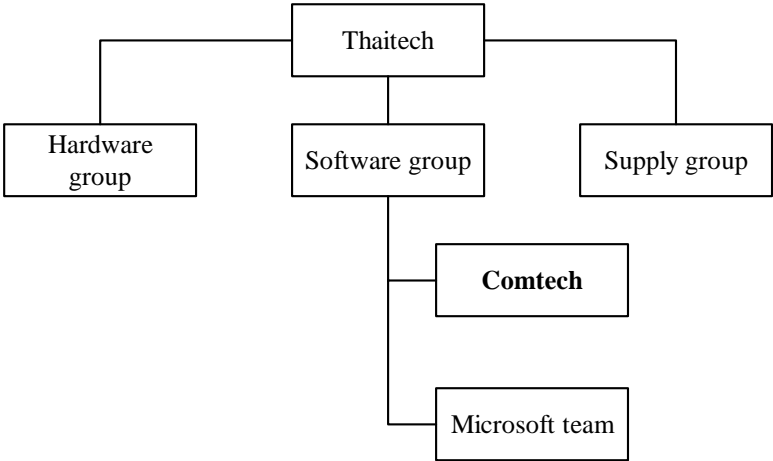 Thaitech
Hardware
group
Software group
Supply group
Comtech
Microsoft team